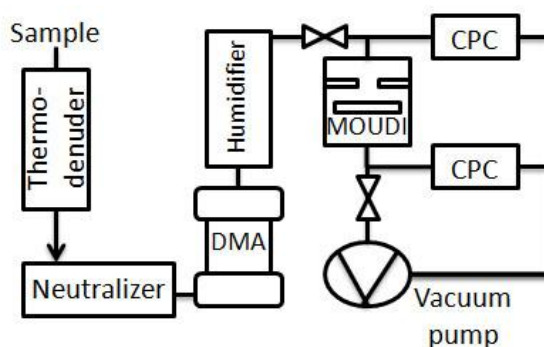 Sample
Thermo-
denuder
Neutralizer
Humidifier
DMA
CPC
MOUDI
CPC
Vacuum
pump